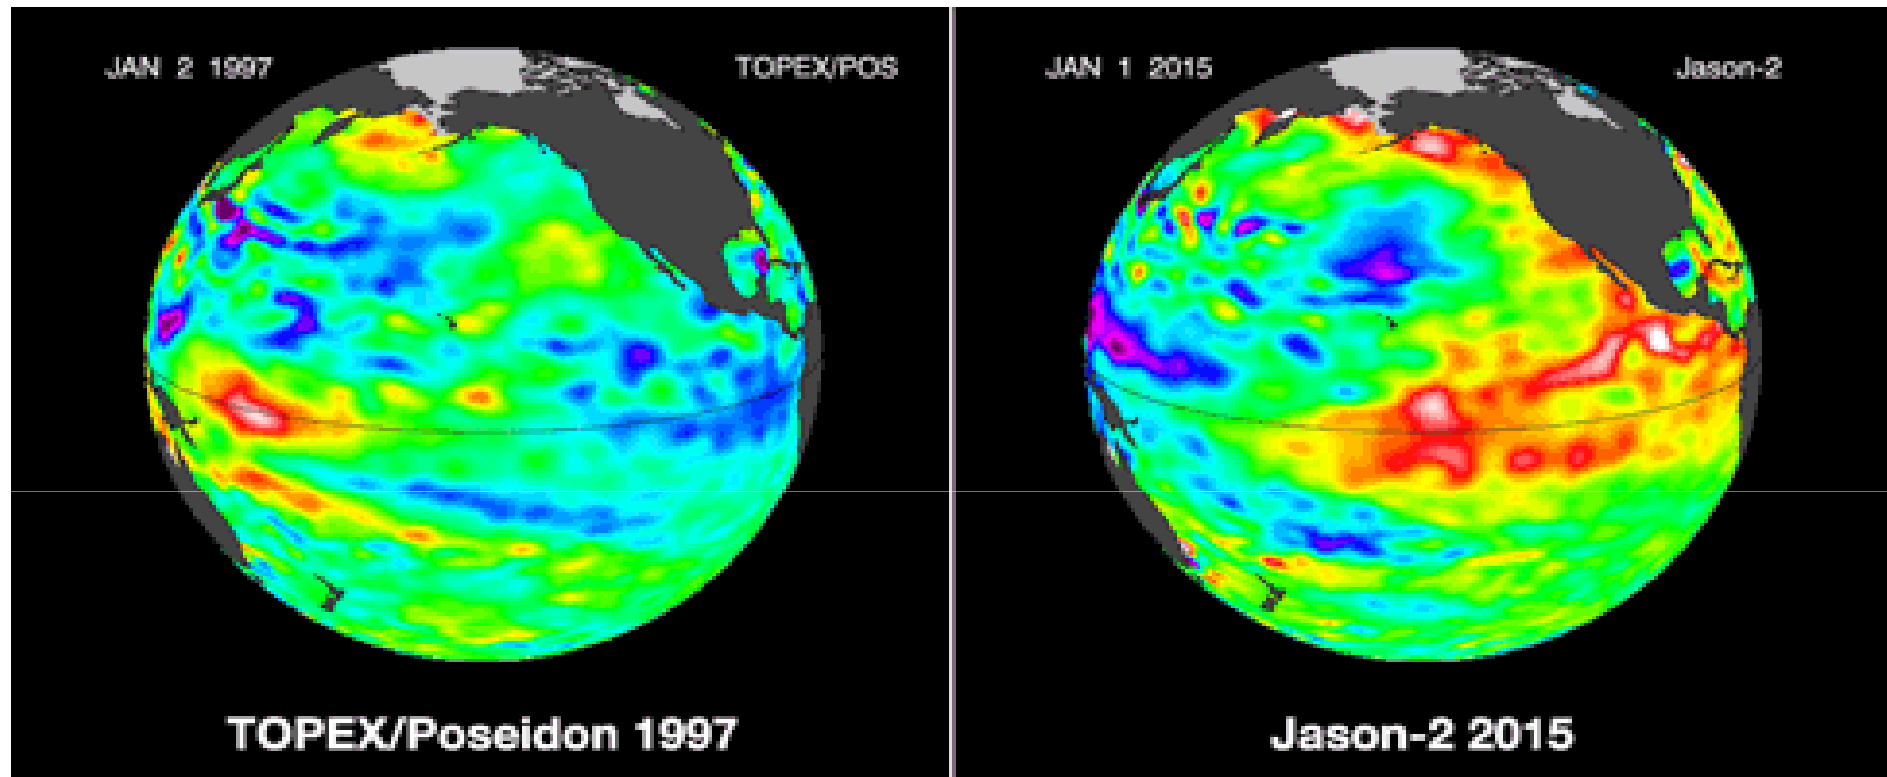 JAN 2 1997
TOPEX/POS
TOPEX/Poseidon 1997
JAN 1 2015
Jason-2
Jason-2 2015